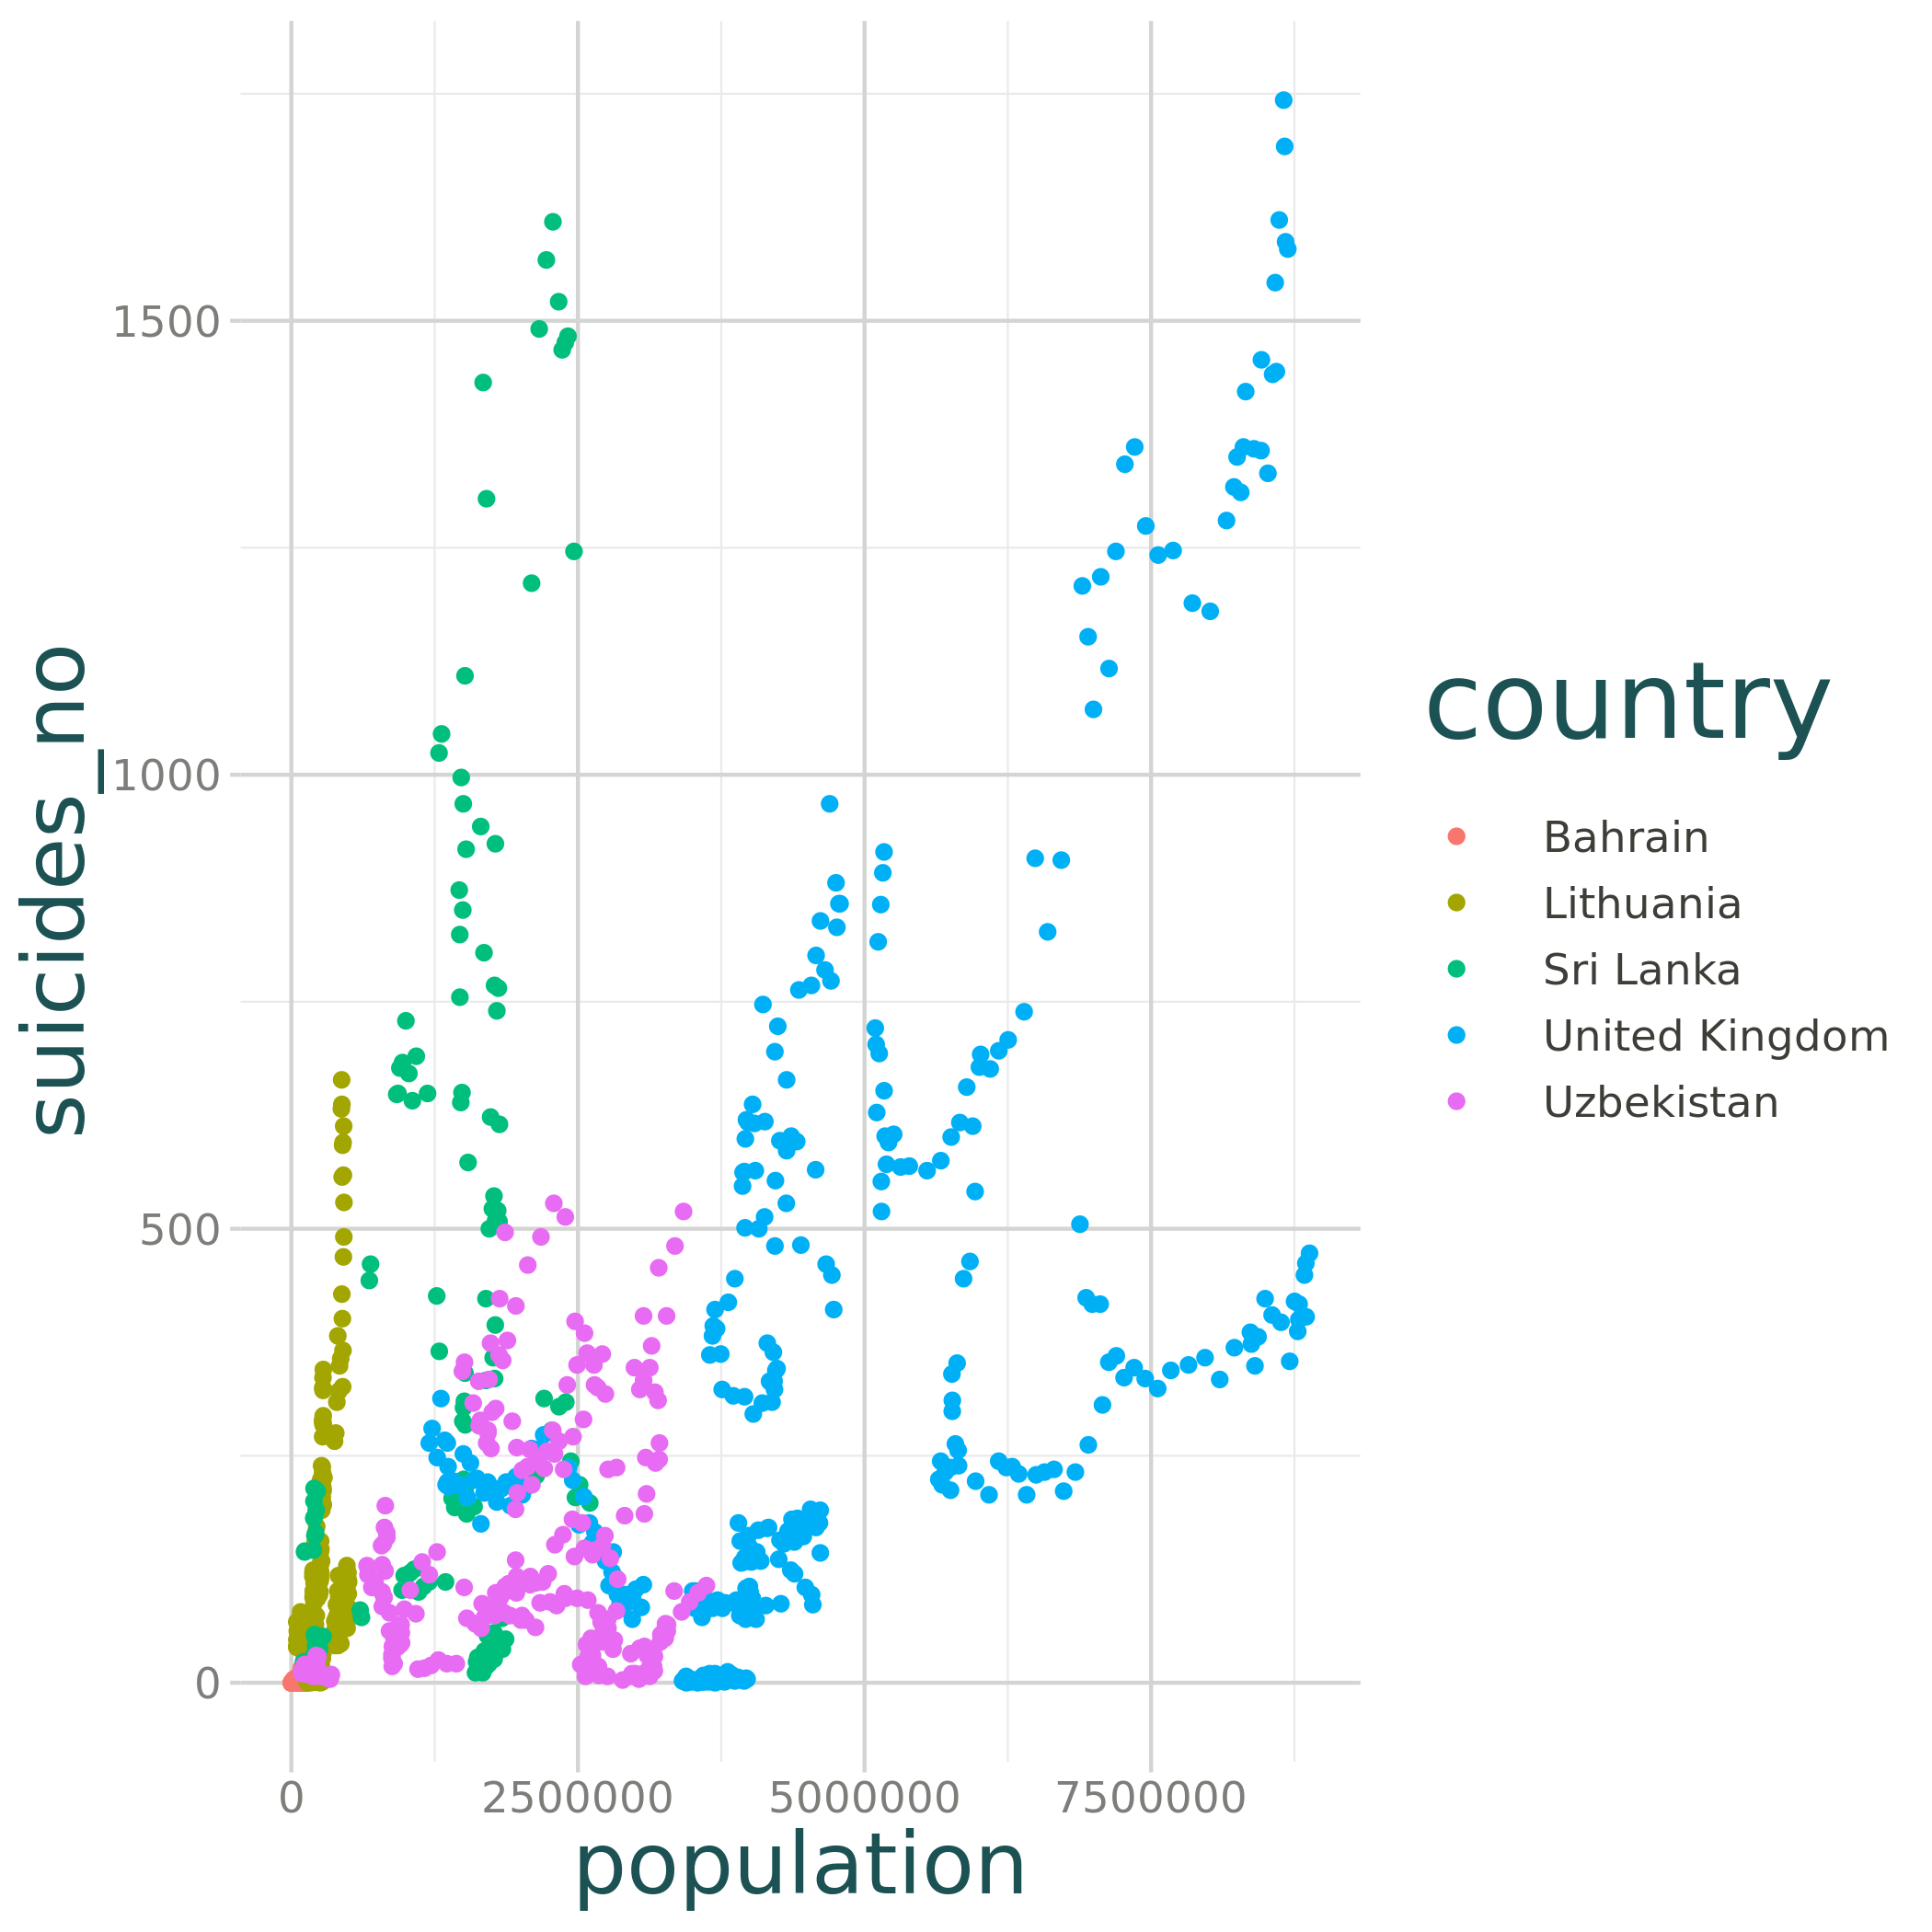 suicides_no
1500
1000
500
0
0 2500000 5000000 7500000
population
country
Bahrain
Lithuania
Sri Lanka
United Kingdom
Uzbekistan